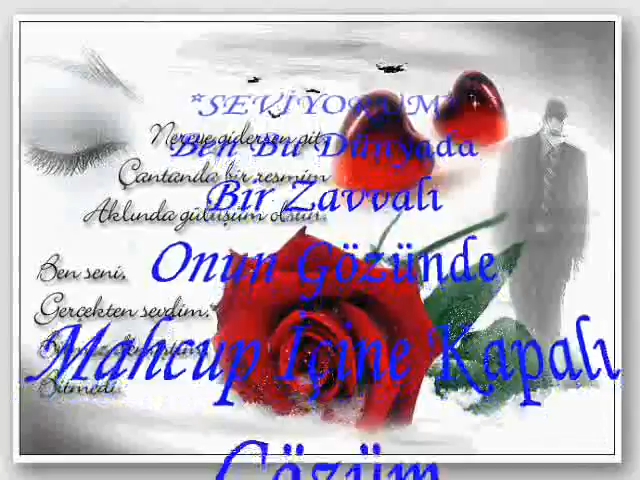 *SEVİYORUM*
Ben Bu Dünyada
Bir Zavvalı
Onun Gözünde
Mahcup İçine Kapalı
Gözüm
Nereye gidersen git,
Çantanda bir resmim
Aklında gülüşüm olsun.
Ben seni,
Gerçekten sevdim.
Bitmedi.